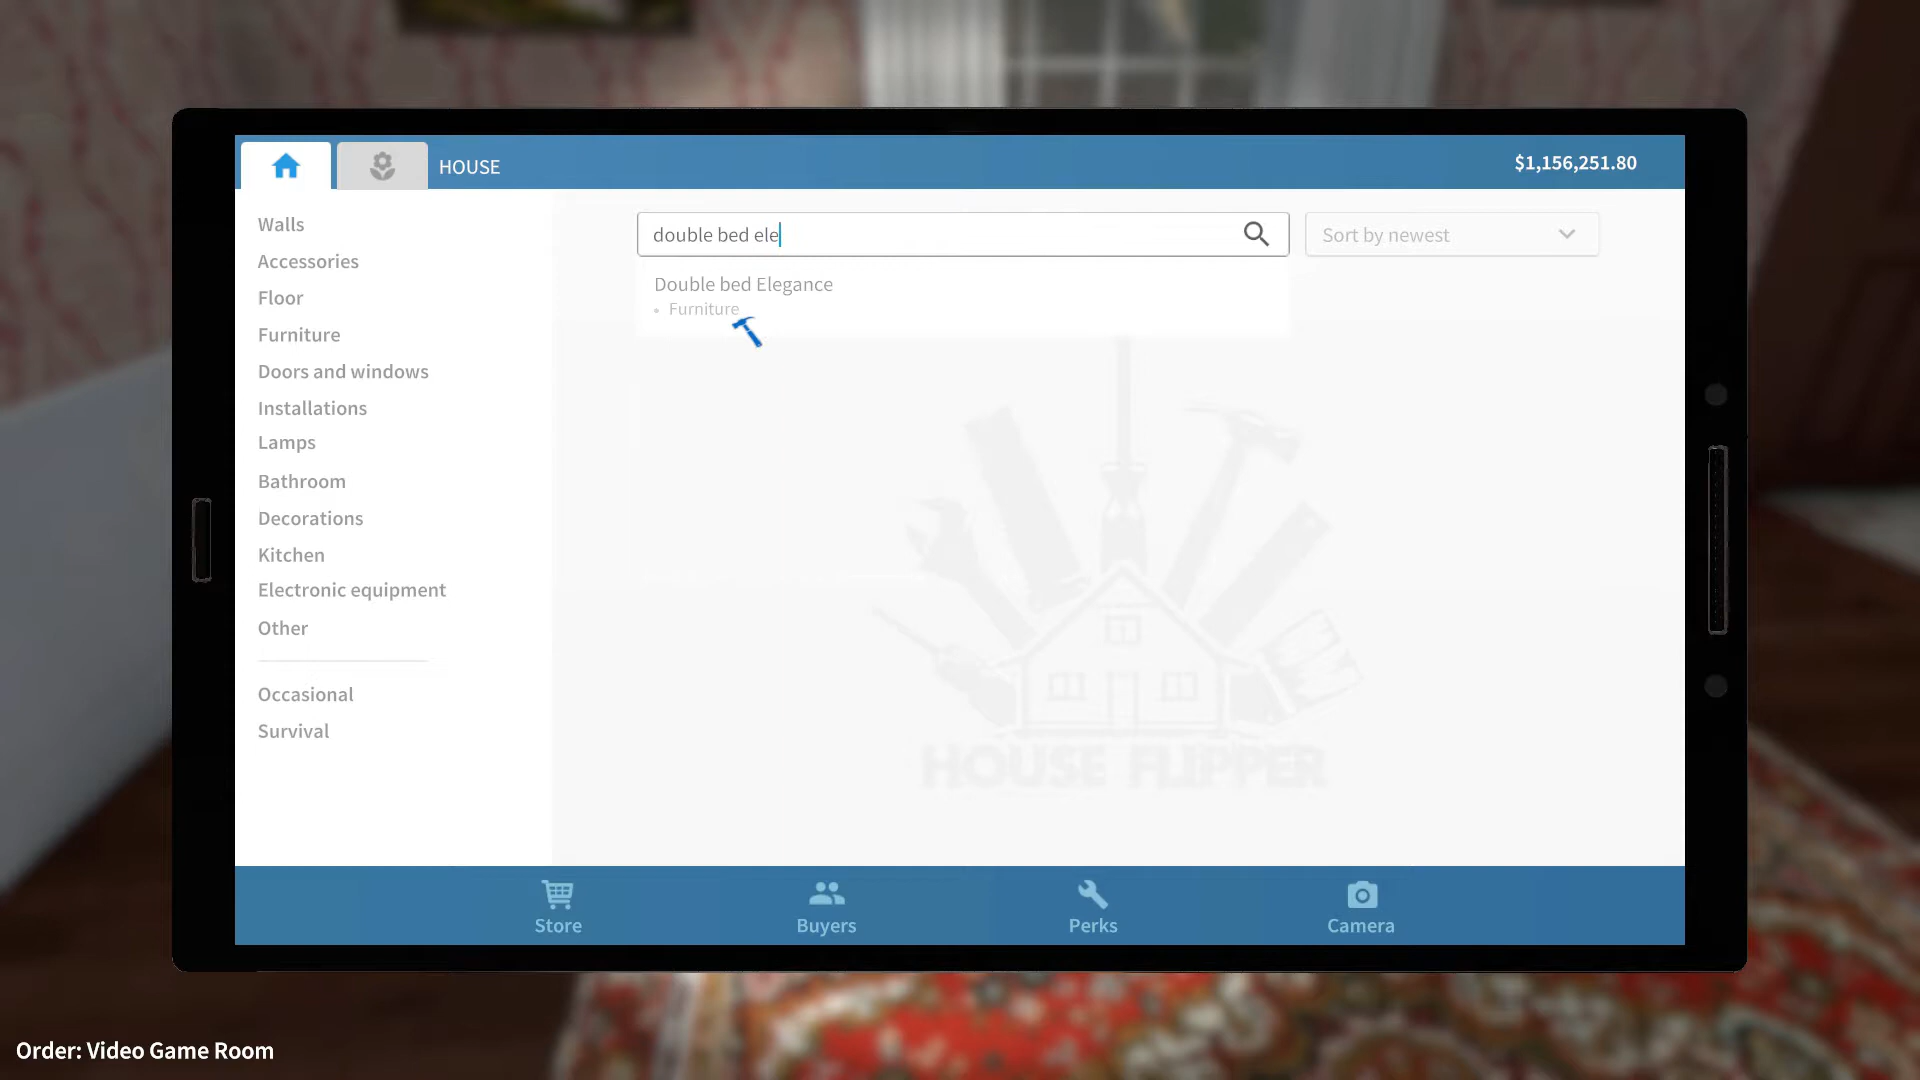 HOUSE
$1,156,251.80
double bed ele
Sort by newest
Double bed Elegance
• Furniture
Walls
Accessories
Floor
Furniture
Doors and windows
Installations
Lamps
Bathroom
Decorations
Kitchen
Electronic equipment
Other
Occasional
Survival
HOUSE FLIPPER
Store
Buyers
Perks
Camera
Order: Video Game Room